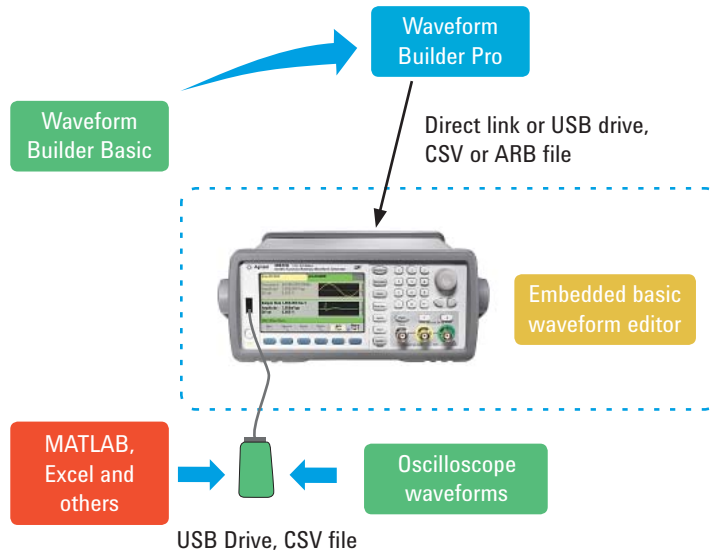 Waveform
Builder Pro
Waveform
Builder Basic
Direct link or USB drive,
CSV or ARB file
Agilent
Embedded basic
waveform editor
MATLAB,
Excel and
others
Oscilloscope
waveforms
USB Drive, CSV file